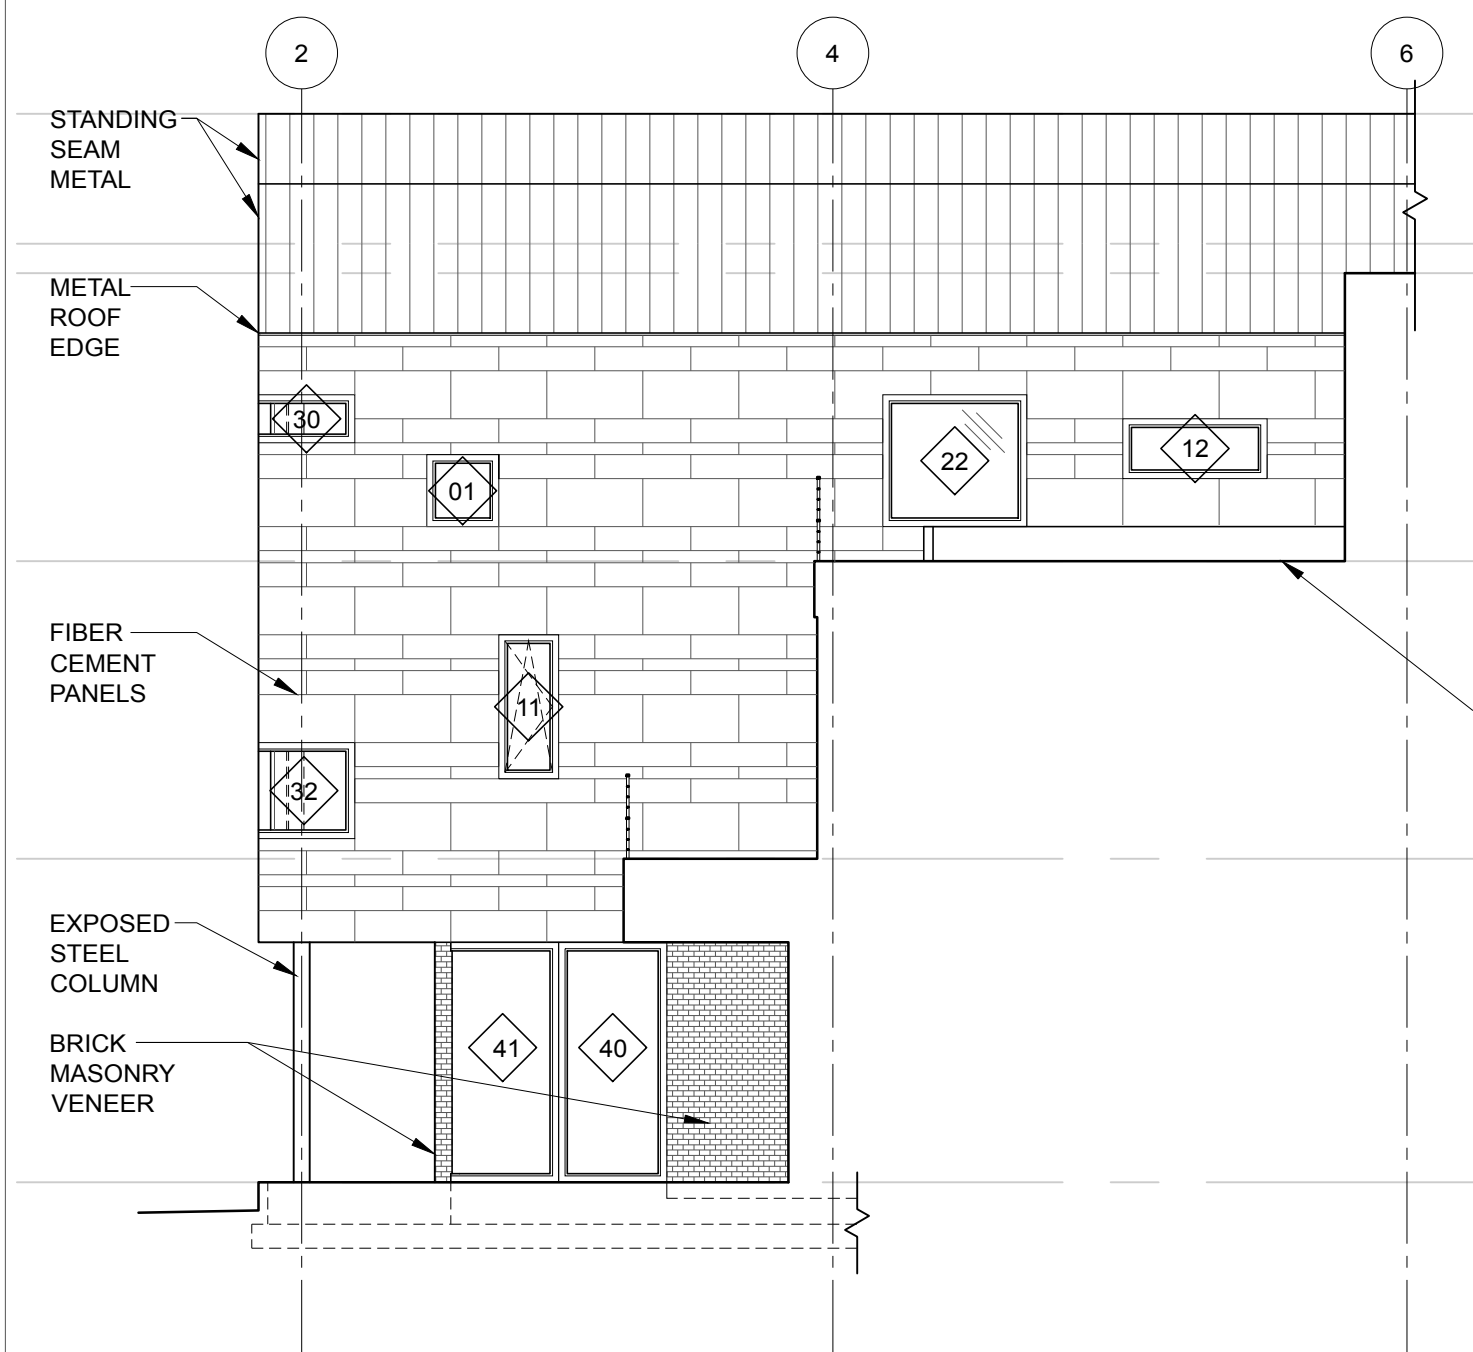 2
4
6
STANDING
SEAM
METAL
METAL
ROOF
EDGE
30
01
22
12
FIBER
CEMENT
PANELS
11
32
EXPOSED
STEEL
COLUMN
BRICK
MASONRY
VENEER
41
40